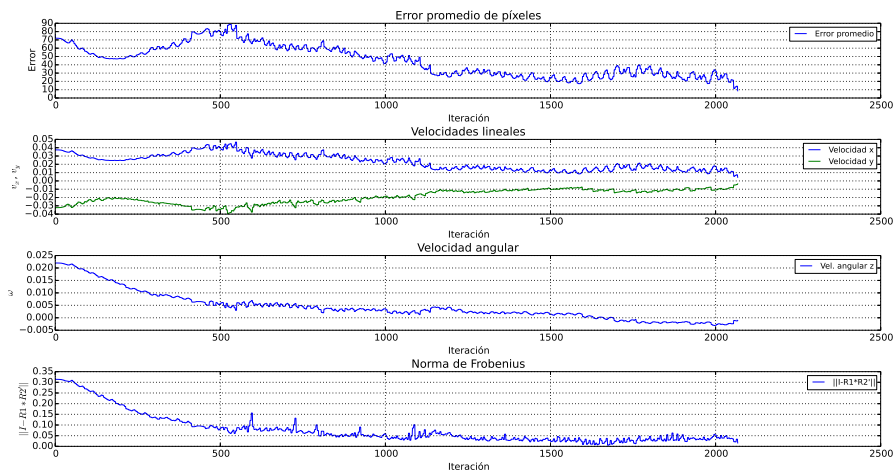 Error promedio de píxeles
90
80
70
60
50
40
30
20
10
0
Error
Error promedio
0 500 1000 1500 2000 2500
Iteración
Velocidades lineales
0.05
0.04
0.03
0.02
0.01
0.00
−0.01
−0.02
−0.03
−0.04
v_x, v_y
Velocidad x
Velocidad y
0 500 1000 1500 2000 2500
Iteración
Velocidad angular
0.025
0.020
0.015
0.010
0.005
0.000
−0.005
ω
Vel. angular z
0 500 1000 1500 2000 2500
Iteración
Norma de Frobenius
0.35
0.30
0.25
0.20
0.15
0.10
0.05
0.00
||I − R1 * R2'||
||I-R1*R2'||
0 500 1000 1500 2000 2500
Iteración